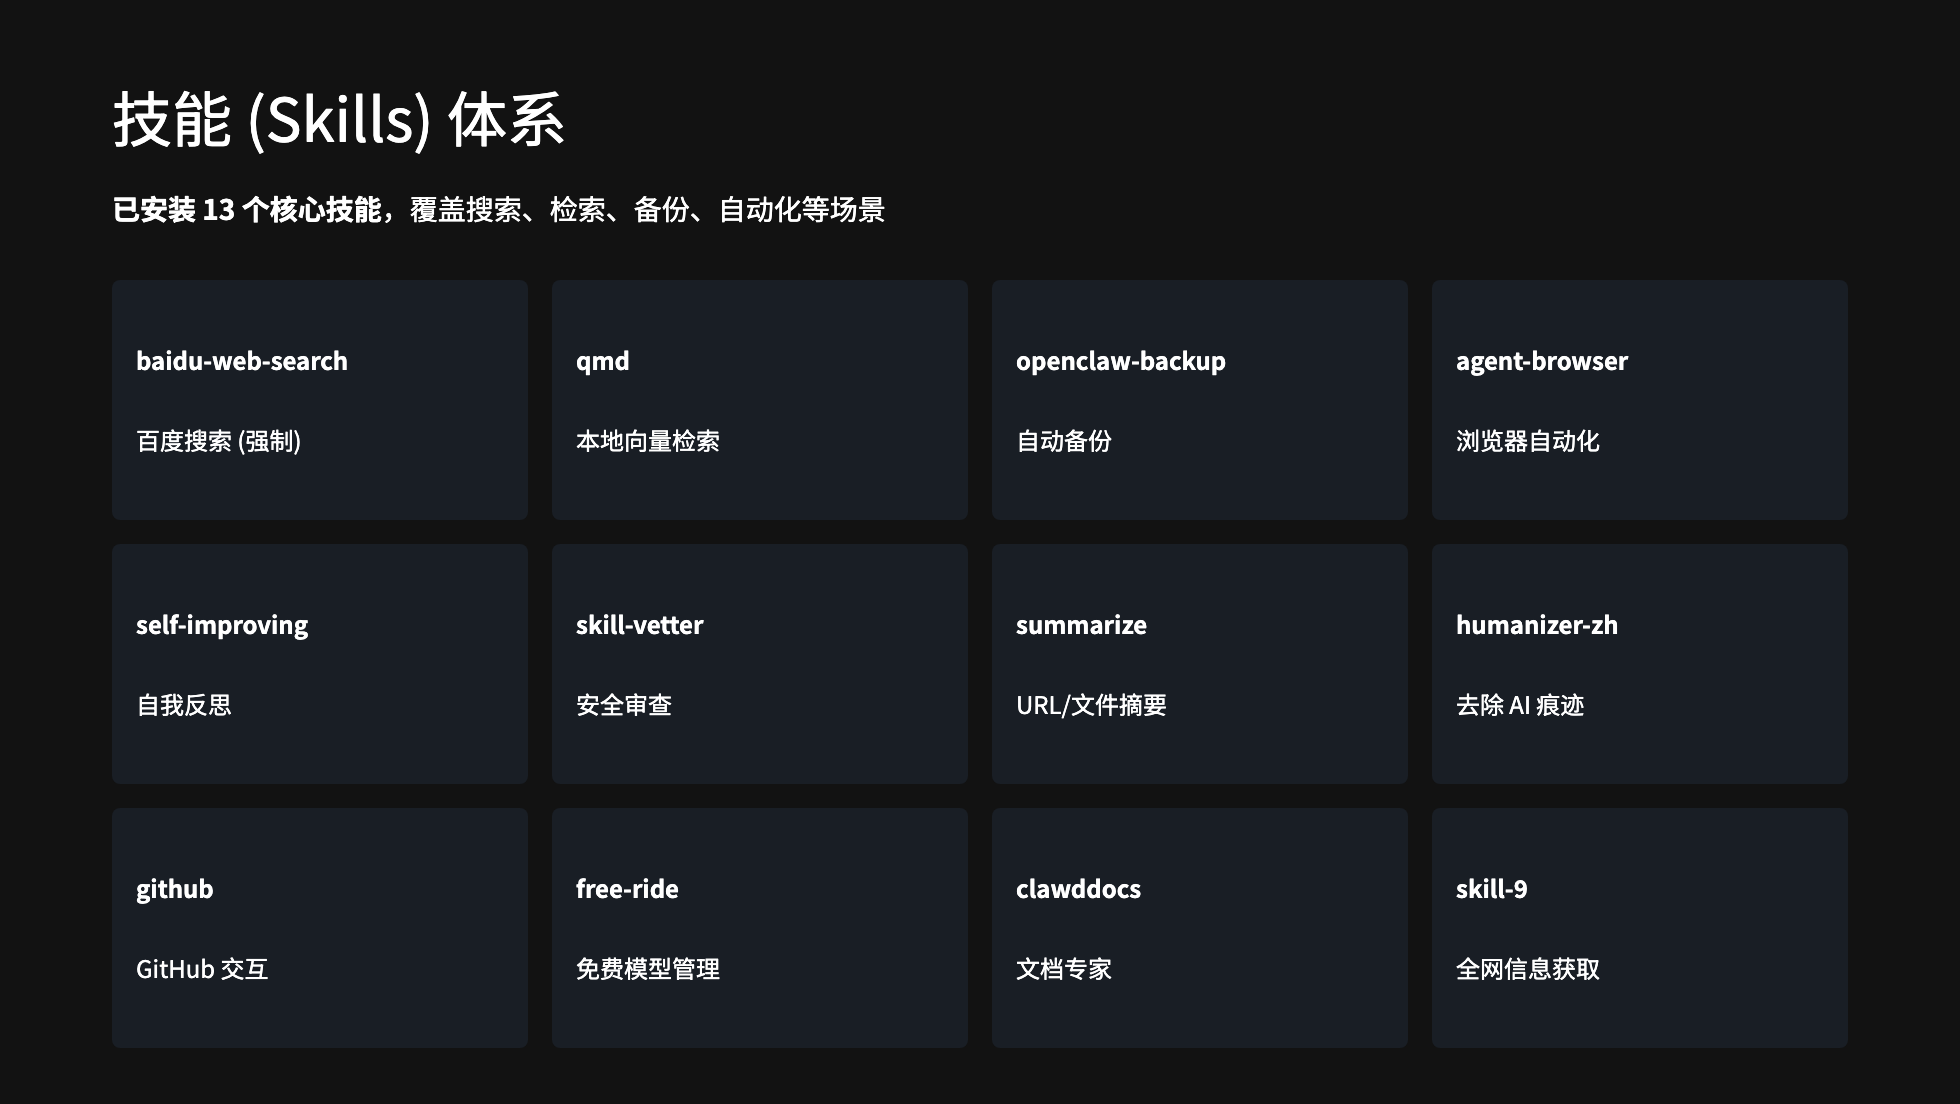 技能 (Skills) 体系
已安装 13 个核心技能，覆盖搜索、检索、备份、自动化等场景
baidu-web-search
百度搜索 (强制)
qmd
本地向量检索
openclaw-backup
自动备份
agent-browser
浏览器自动化
self-improving
自我反思
skill-vetter
安全审查
summarize
URL/文件摘要
humanizer-zh
去除 AI 痕迹
github
GitHub 交互
free-ride
免费模型管理
clawddocs
文档专家
skill-9
全网信息获取